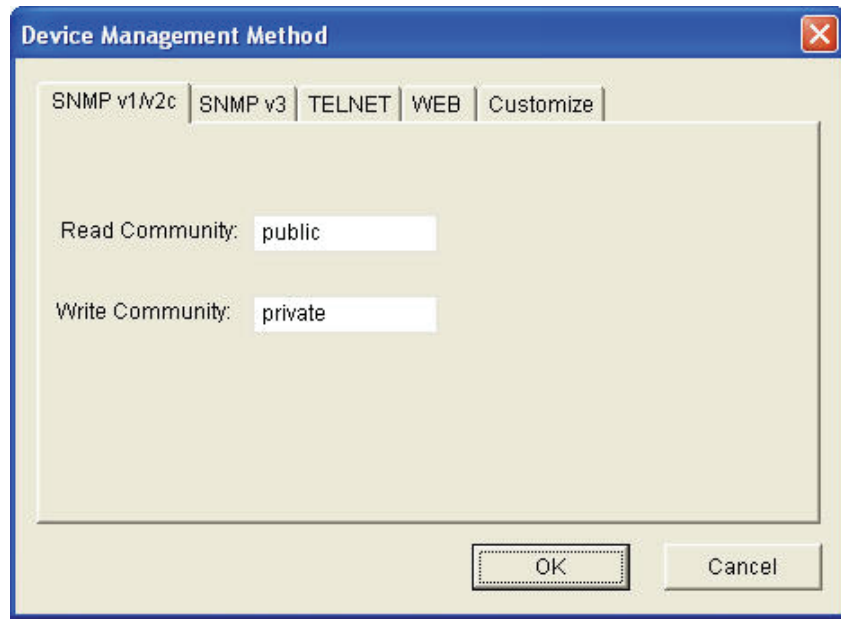 Device Management Method
SNMP v1/v2c SNMP v3 TELNET WEB Customize
Read Community: public
Write Community: private
OK Cancel